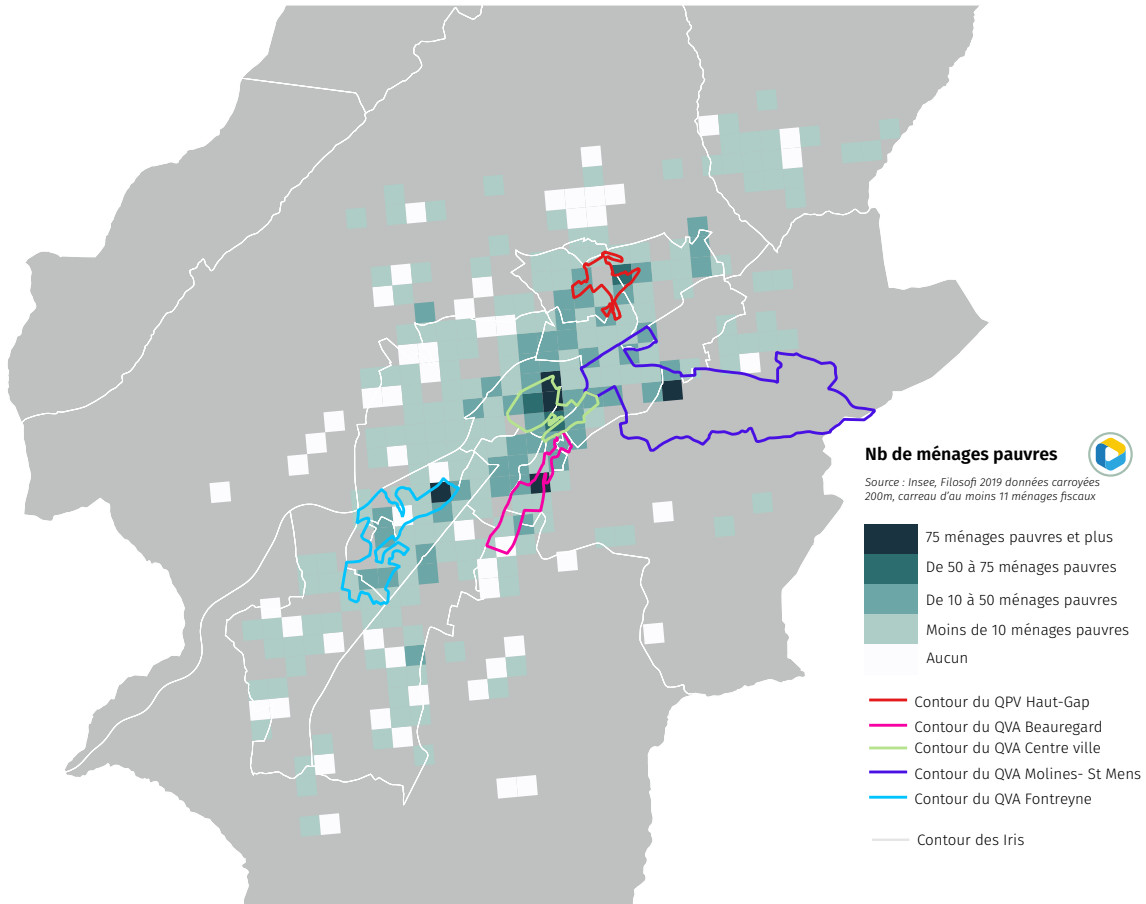 Nb de ménages pauvres
Source : Insee, Filosofi 2019 données carroyées
200m, carreau d'au moins 11 ménages fiscaux
75 ménages pauvres et plus
De 50 à 75 ménages pauvres
De 10 à 50 ménages pauvres
Moins de 10 ménages pauvres
Aucun
Contour du QPV Haut-Gap
Contour du QVA Beauregard
Contour du QVA Centre ville
Contour du QVA Molines- St Mens
Contour du QVA Fontreyne
Contour des Iris